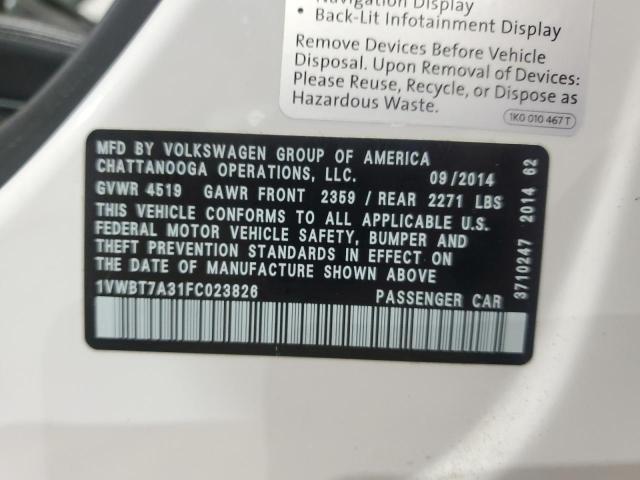 Navigation Display
• Back-Lit Infotainment Display
Remove Devices Before Vehicle
Disposal. Upon Removal of Devices:
Please Reuse, Recycle, or Dispose as
Hazardous Waste.
1K0 010 467 T
MFD BY VOLKSWAGEN GROUP OF AMERICA
CHATTANOOGA OPERATIONS, LLC. 09/2014
GVWR 4519 GAWR FRONT 2359 / REAR 2271 LBS
THIS VEHICLE CONFORMS TO ALL APPLICABLE U.S.
FEDERAL MOTOR VEHICLE SAFETY, BUMPER AND
THEFT PREVENTION STANDARDS IN EFFECT ON
THE DATE OF MANUFACTURE SHOWN ABOVE
1VWBT7A31FC023826 PASSENGER CAR
3710247 2014 62